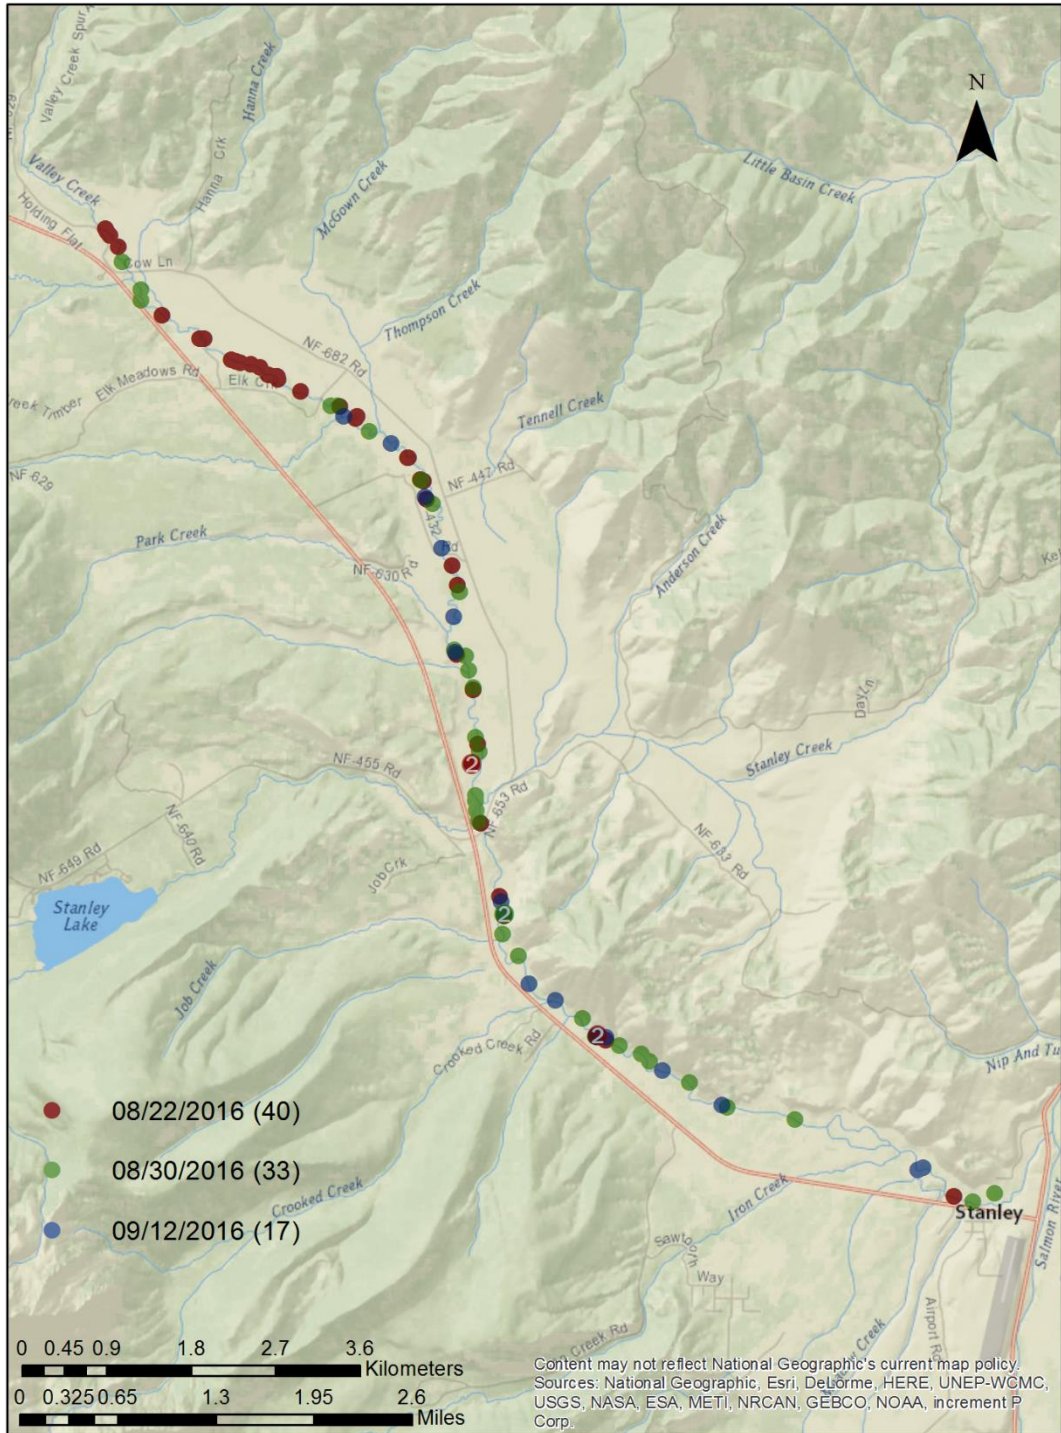 Valley Creek Spur
Hanna Creek
N
Valley Creek
Hanna Crk
McGown Creek
Little Basin Creek
Holding Flat
Cow Ln
Thompson Creek
NF-682 Rd
Elk Meadows Rd
Elk Crk
Tennell Creek
NF-629
NF-447 Rd
Park Creek
432 Rd
NF-630 Rd
Anderson Creek
DayZn
Stanley Creek
2
NF-455 Rd
NF-653 Rd
NF-640 Rd
NF-633 Rd
NF-649 Rd
JobCrk
Stanley
Lake
2
Job Creek
2
Crooked Creek Rd
Nip And Tu
08/22/2016 (40)
08/30/2016 (33)
Crooked Creek
Iron Creek
Stanley
09/12/2016 (17)
Salmon River
Sawtooth
Way
Airport Rd
Creek Rd
Creek
0 0.45 0.9 1.8 2.7 3.6
Kilometers
0 0.325 0.65 1.3 1.95 2.6
Miles
Content may not reflect National Geographic's current map policy.
Sources: National Geographic, Esri, DeLorme, HERE, UNEP-WCMC,
USGS, NASA, ESA, METI, NRCAN, GEBCO, NOAA, increment P
Corp.